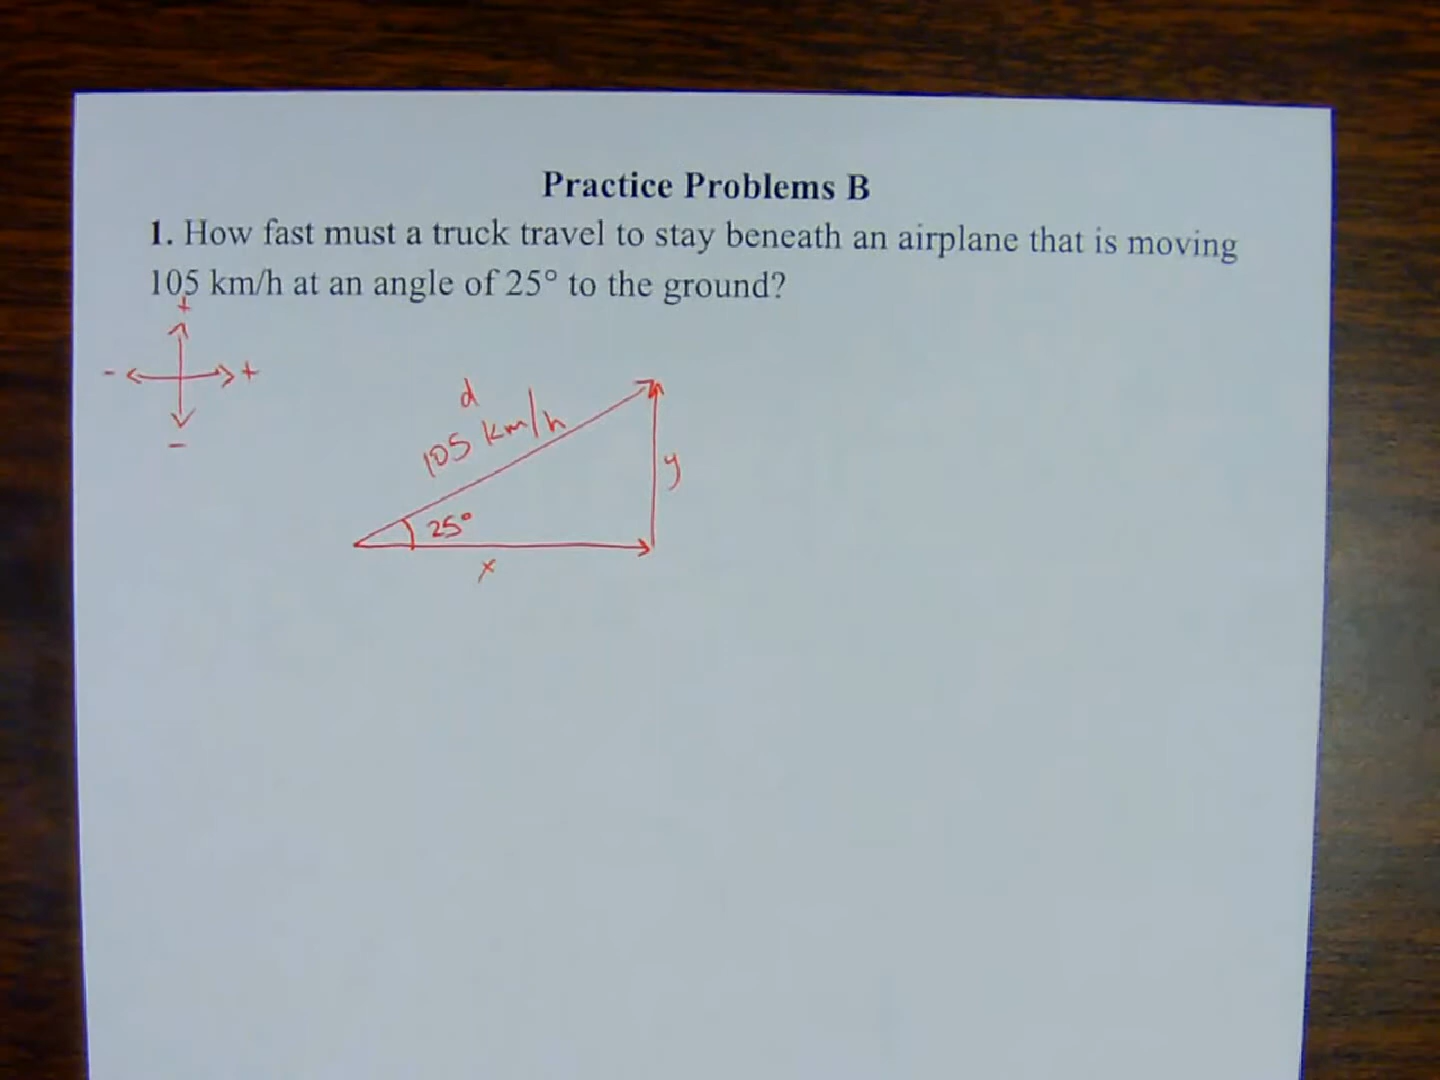 Practice Problems B
1. How fast must a truck travel to stay beneath an airplane that is moving
105 km/h at an angle of 25° to the ground?
+
- +
-
d
105 km/h
y
25°
x